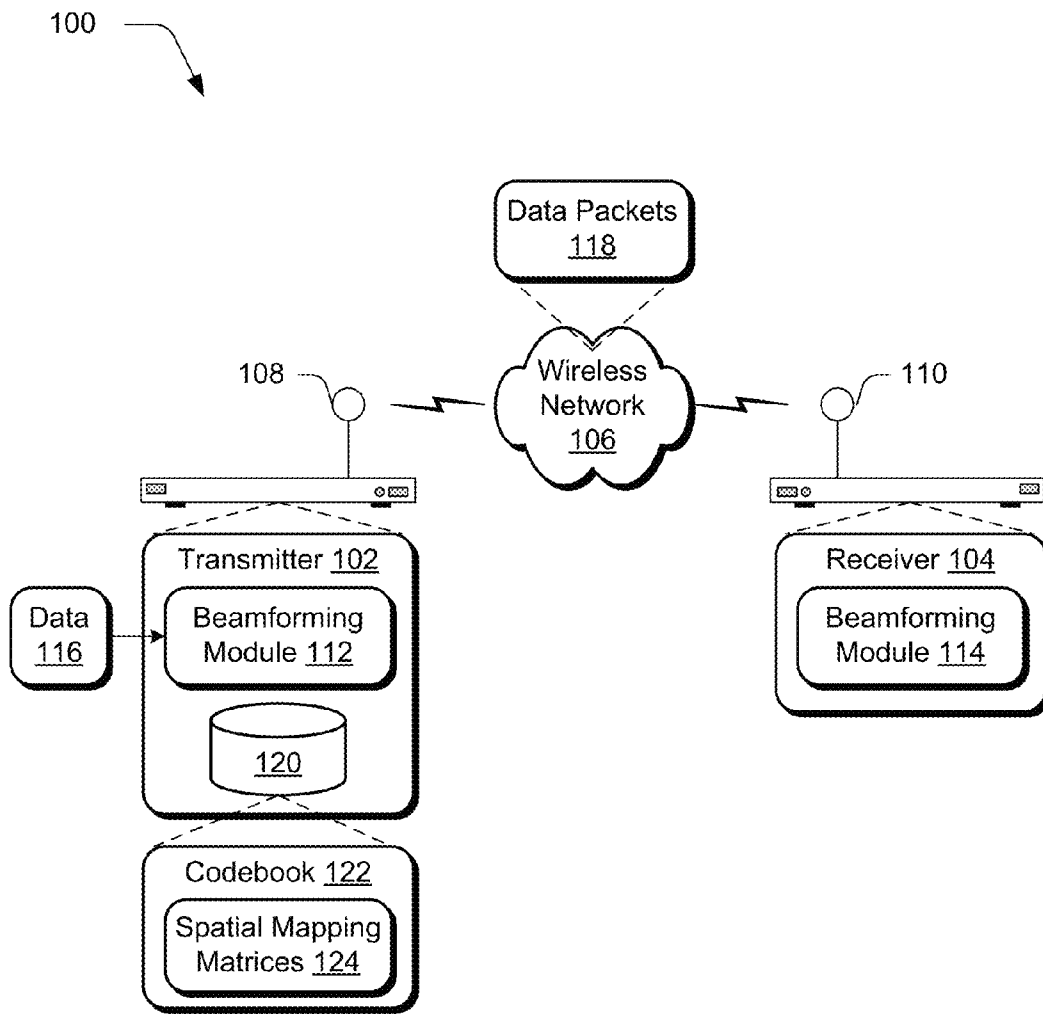 100
Data Packets
118
108
Wireless
Network
106
110
Transmitter 102
Beamforming
Module 112
Data
116
120
Receiver 104
Beamforming
Module 114
Codebook 122
Spatial Mapping
Matrices 124